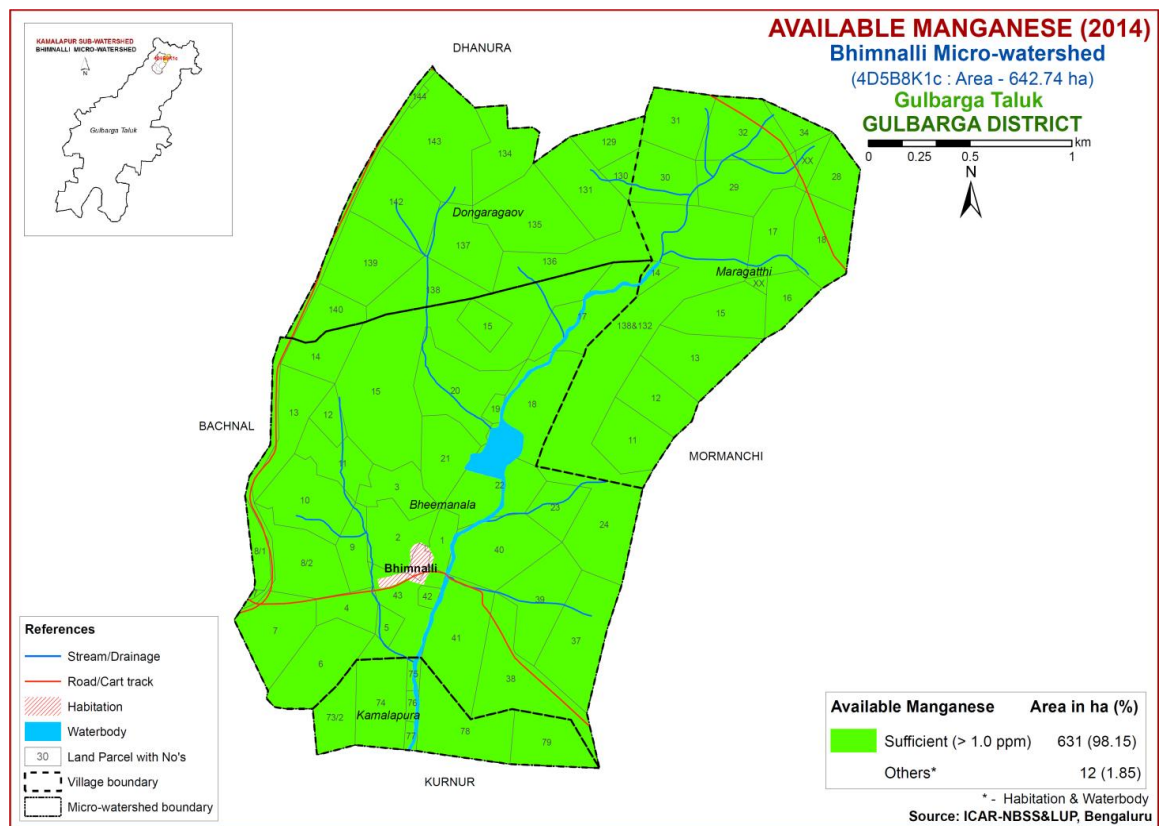 KAMALAPUR SUB-WATERSHED
BHIMNALLI MICRO-WATERSHED
N
Gulbarga Taluk
AVAILABLE MANGANESE (2014)
Bhimnalli Micro-watershed
(4D5B8K1c : Area - 642.74 ha)
Gulbarga Taluk
GULBARGA DISTRICT
km
0 0.25 0.5 1
N
DHANURA
144
143
134
129
31
32
34
XX
28
130
30
131
29
142
Dongaragaov
135
137
136
17
18
139
138
14
Maragatthi
XX
16
140
15
17
138&132
15
14
13
15
20
19
18
12
13
12
BACHNAL
11
MORMANCHI
11
21
3
22
10
Bheemanala
23
24
2
1
40
9
8/1
8/2
Bhimnalli
7
43
42
39
4
5
7
41
37
6
38
75
74
76
73/2
Kamalapura
77
78
79
KURNUR
References
Stream/Drainage
Road/Cart track
Habitation
Waterbody
30 Land Parcel with No's
Village boundary
Micro-watershed boundary
Available Manganese Area in ha (%)
Sufficient (> 1.0 ppm) 631 (98.15)
Others* 12 (1.85)
* - Habitation & Waterbody
Source: ICAR-NBSS&LUP, Bengaluru